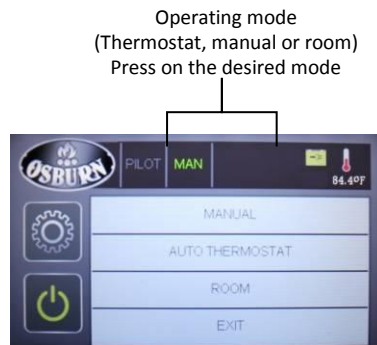 Operating mode
(Thermostat, manual or room)
Press on the desired mode
OSBURN
PILOT MAN
84.4°F
MANUAL
AUTO THERMOSTAT
ROOM
EXIT